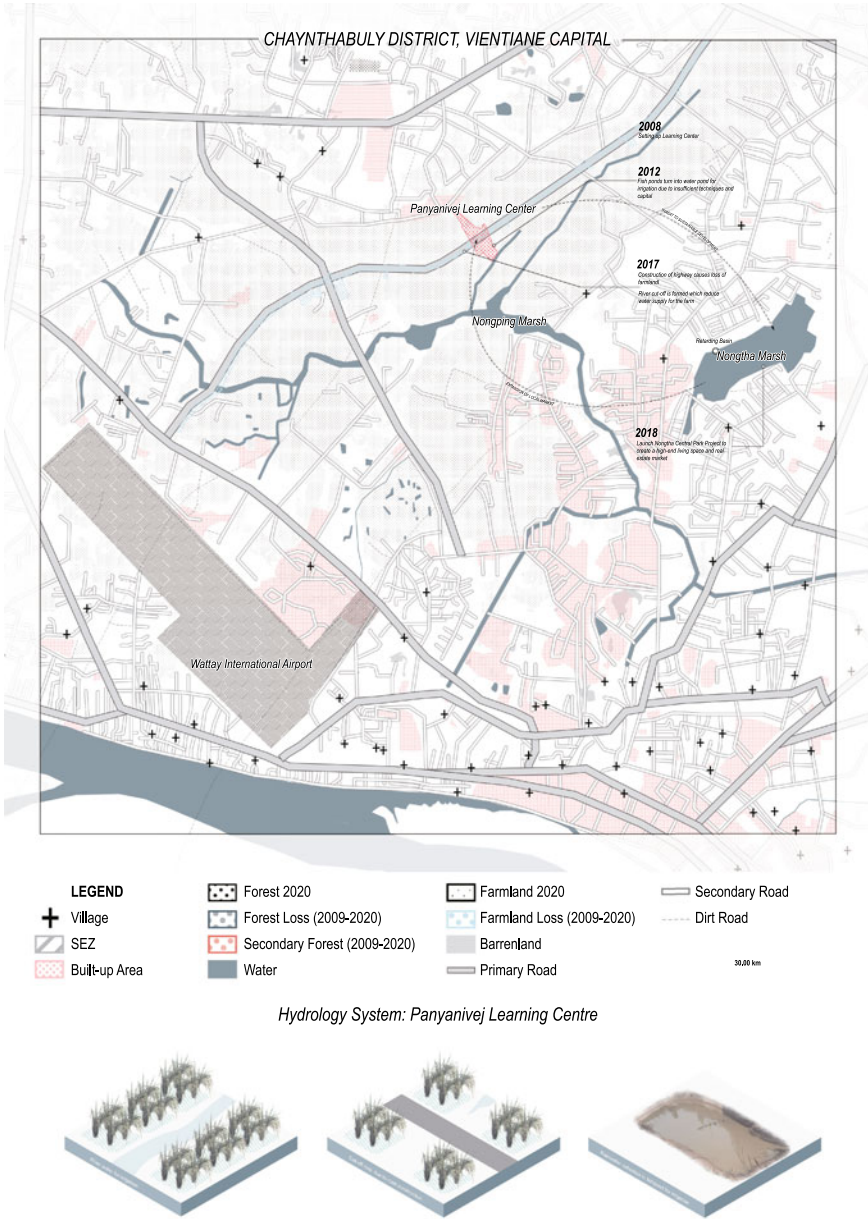 CHAYNTHABULY DISTRICT, VIENTIANE CAPITAL
2008
Setting up Learning Center
2012
Fish ponds turn into water pond for
irrigation due to insufficient techniques and
capital
Panyanivej Learning Center
2017
Construction of highway causes loss of
farmland
River cut-off is formed which reduce
water supply for the farm
Nongping Marsh
Retarding Basin
Nongtha Marsh
2018
Launch Nongtha Central Park Project to
create a high-end living space and real-
estate market
Wattay International Airport
LEGEND
Village
SEZ
Built-up Area
Forest 2020
Forest Loss (2009-2020)
Secondary Forest (2009-2020)
Water
Farmland 2020
Farmland Loss (2009-2020)
Barrenland
Primary Road
Secondary Road
Dirt Road
30.00 km
Hydrology System: Panyanivej Learning Centre